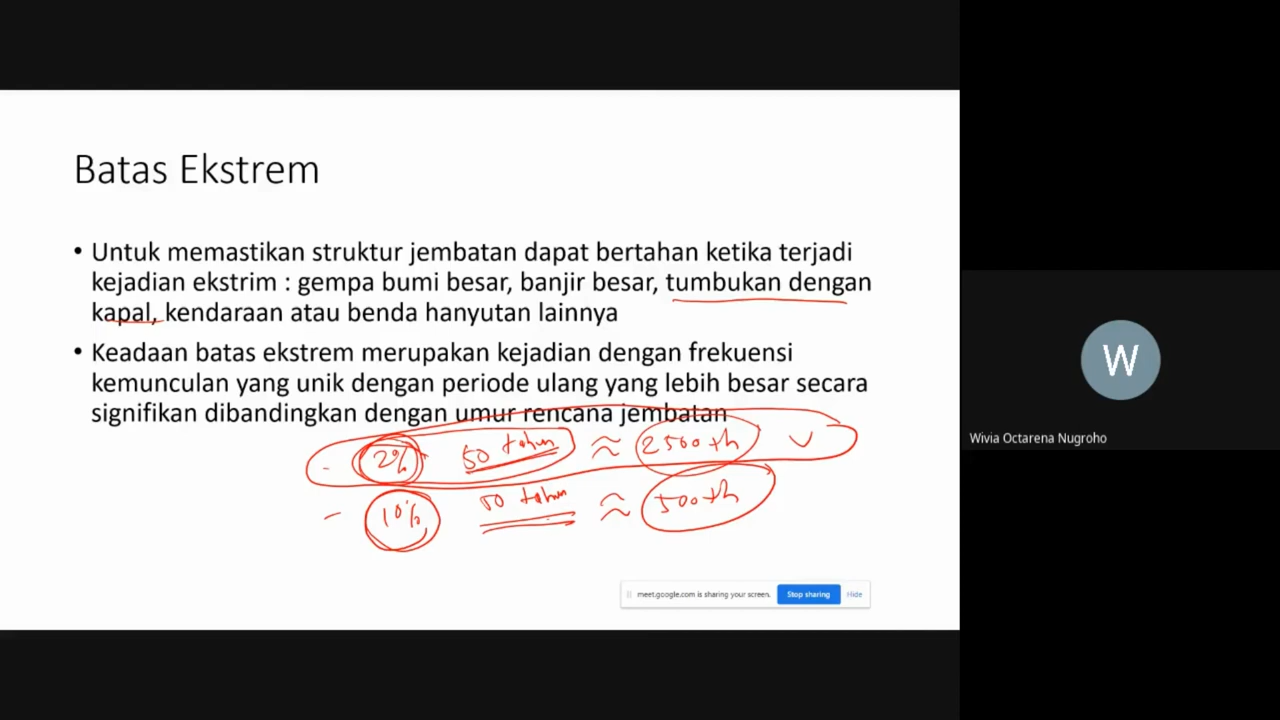 Batas Ekstrem
• Untuk memastikan struktur jembatan dapat bertahan ketika terjadi
kejadian ekstrim : gempa bumi besar, banjir besar, tumbukan dengan
kapal, kendaraan atau benda hanyutan lainnya
• Keadaan batas ekstrem merupakan kejadian dengan frekuensi
kemunculan yang unik dengan periode ulang yang lebih besar secara
signifikan dibandingkan dengan umur rencana jembatan
- 2% 50 tahun ≈ 2500 th ✓
- 10% 50 tahun ≈ 500 th
meet.google.com is sharing your screen. Stop sharing Hide
W
Wivia Octarena Nugroho